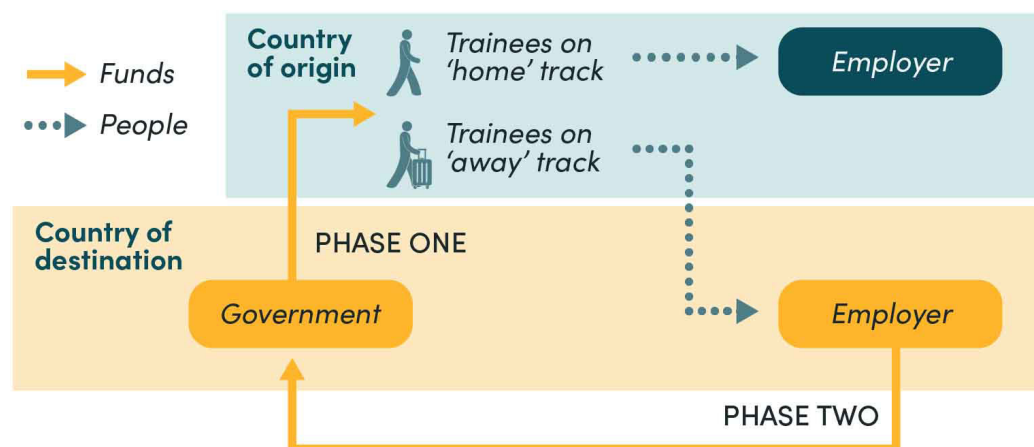 Funds
People
Country
of origin
Trainees on
‘home’ track
Employer
Trainees on
‘away’ track
Country of
destination
PHASE ONE
Government
Employer
PHASE TWO